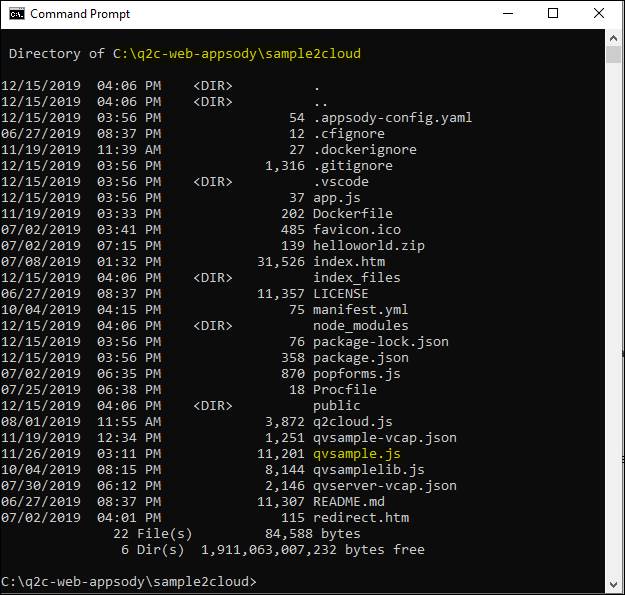 Command Prompt
Directory of C:\q2c-web-appsody\sample2cloud
12/15/2019  04:06 PM    <DIR>          .
12/15/2019  04:06 PM    <DIR>          ..
12/15/2019  03:56 PM                54 .appsody-config.yaml
06/27/2019  08:37 PM                12 .cfignore
11/19/2019  11:39 AM                27 .dockerignore
12/15/2019  03:56 PM             1,316 .gitignore
12/15/2019  03:56 PM    <DIR>          .vscode
12/15/2019  03:56 PM                37 app.js
11/19/2019  03:33 PM               202 Dockerfile
07/02/2019  03:41 PM               485 favicon.ico
07/02/2019  07:15 PM               139 helloworld.zip
07/08/2019  01:32 PM            31,526 index.htm
12/15/2019  04:06 PM    <DIR>          index_files
06/27/2019  08:37 PM            11,357 LICENSE
10/04/2019  04:15 PM                75 manifest.yml
12/15/2019  04:06 PM    <DIR>          node_modules
12/15/2019  03:56 PM                76 package-lock.json
12/15/2019  03:56 PM               358 package.json
07/02/2019  06:35 PM               870 popforms.js
07/25/2019  06:38 PM                18 Procfile
12/15/2019  04:06 PM    <DIR>          public
08/01/2019  11:55 AM             3,872 q2cloud.js
11/19/2019  12:34 PM             1,251 qvsample-vcap.json
11/26/2019  03:11 PM            11,201 qvsample.js
10/04/2019  08:15 PM             8,144 qvsamplelib.js
07/30/2019  06:12 PM             2,146 qvserver-vcap.json
06/27/2019  08:37 PM            11,307 README.md
07/02/2019  04:01 PM               115 redirect.htm
22 File(s)         84,588 bytes
6 Dir(s)  1,911,063,007,232 bytes free
C:\q2c-web-appsody\sample2cloud>